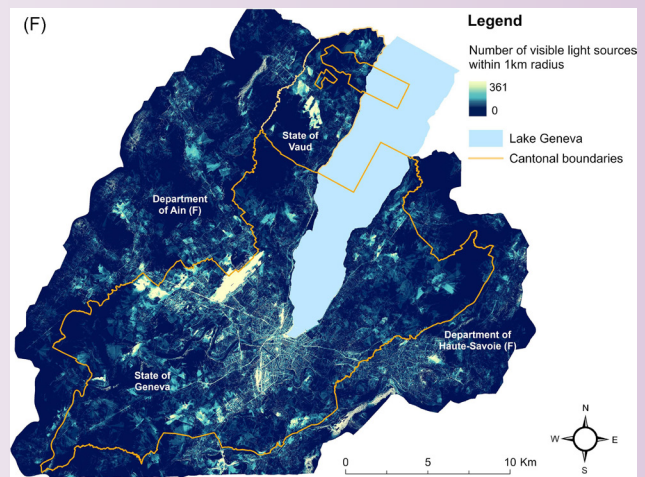 (F)
Legend
Number of visible light sources
within 1km radius
361
0
Lake Geneva
Cantonal boundaries
State of
Vaud
Department
of Ain (F)
Department of
Haute-Savoie (F)
State of
Geneva
N
W
E
S
0
5
10 Km